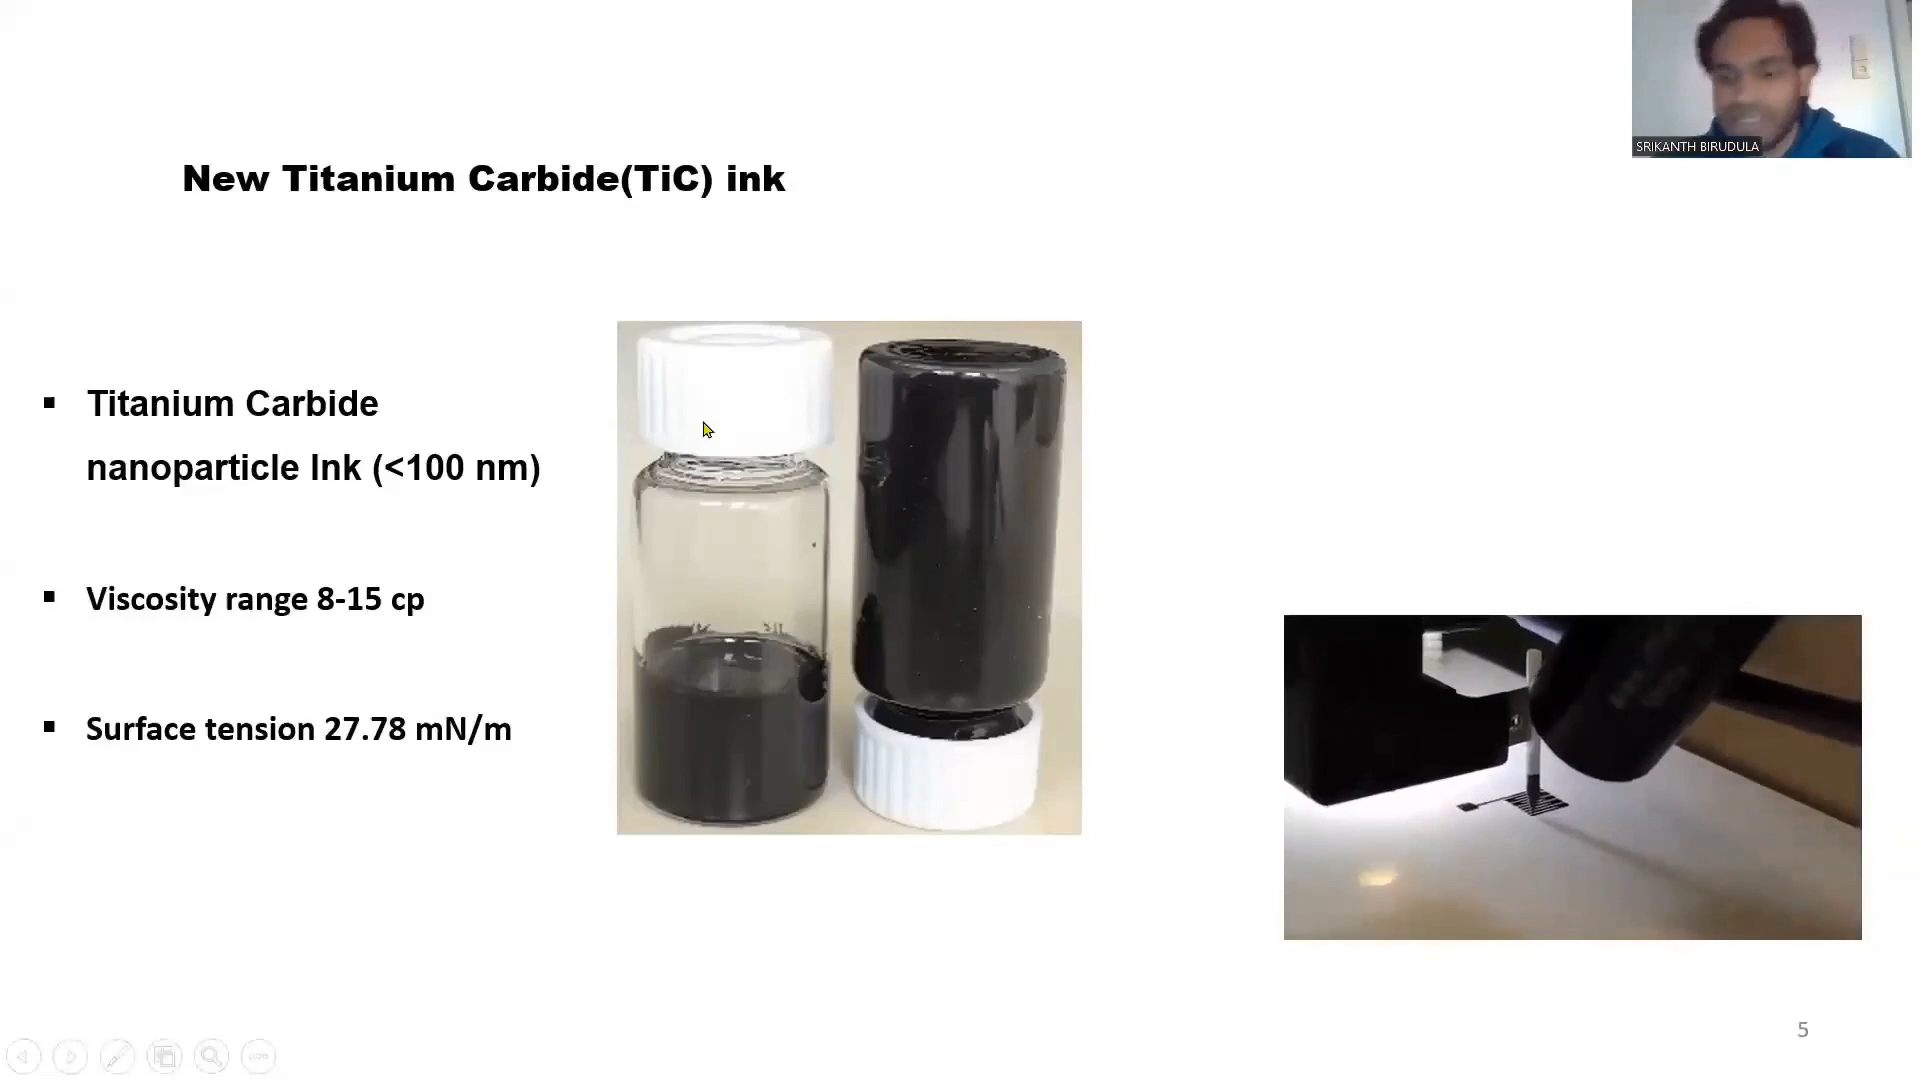 SRIKANTH BIRUDULA
New Titanium Carbide(TiC) ink
▪ Titanium Carbide
nanoparticle Ink (<100 nm)
▪ Viscosity range 8-15 cp
▪ Surface tension 27.78 mN/m
5